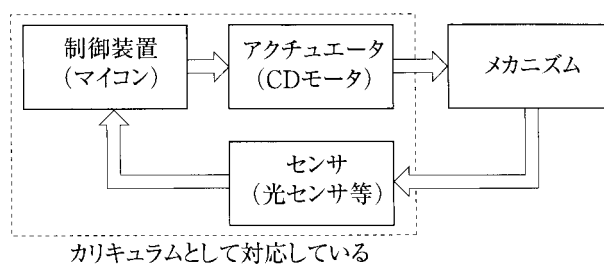 制御装置
(マイコン)
アクチュエータ
(CDモータ)
メカニズム
センサ
(光センサ等)
カリキュラムとして対応している